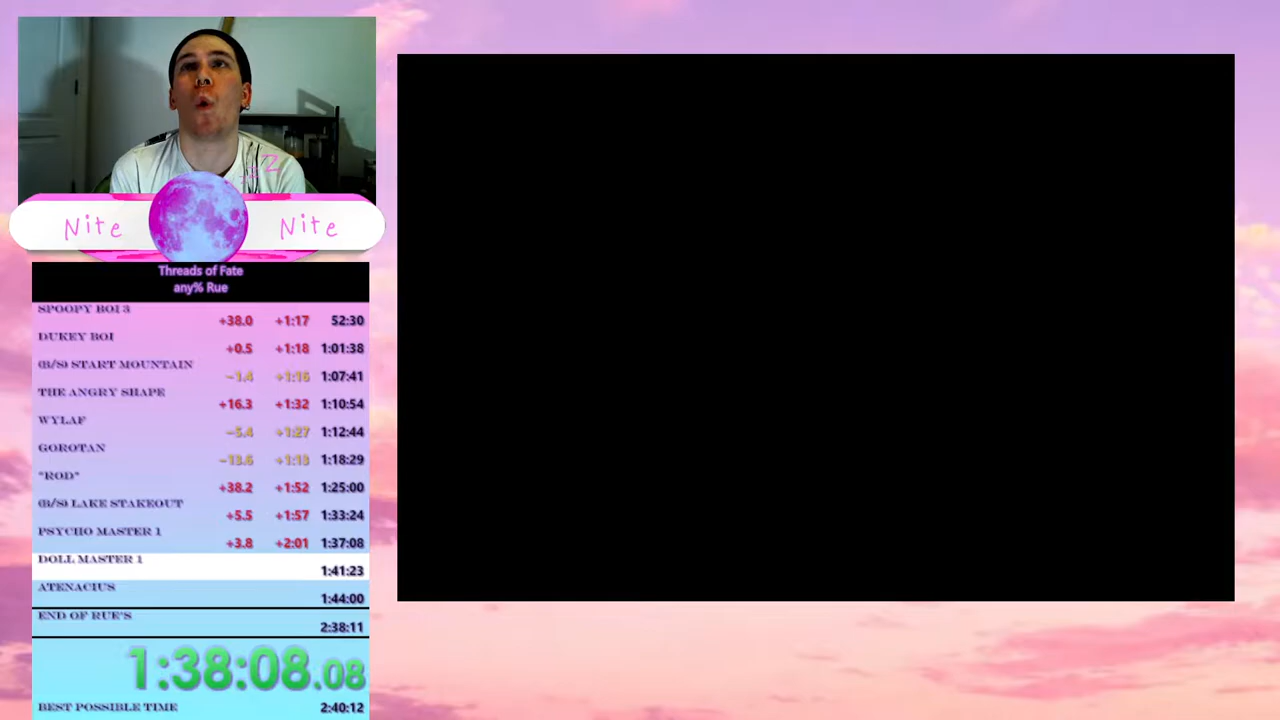 Z
Z
Nite Nite
Threads of Fate
any% Rue
SPOOPY BOI 3
+38.0 +1:17 52:30
DUKEY BOI
+0.5 +1:18 1:01:38
(B/S) START MOUNTAIN
−1.4 +1:16 1:07:41
THE ANGRY SHAPE
+16.3 +1:32 1:10:54
WYLAF
−5.4 +1:27 1:12:44
GOROTAN
−13.6 +1:13 1:18:29
"ROD"
+38.2 +1:52 1:25:00
(B/S) LAKE STAKEOUT
+5.5 +1:57 1:33:24
PSYCHO MASTER 1
+3.8 +2:01 1:37:08
DOLL MASTER 1
1:41:23
ATENACIUS
1:44:00
END OF RUE'S
2:38:11
1:38:08.08
BEST POSSIBLE TIME 2:40:12